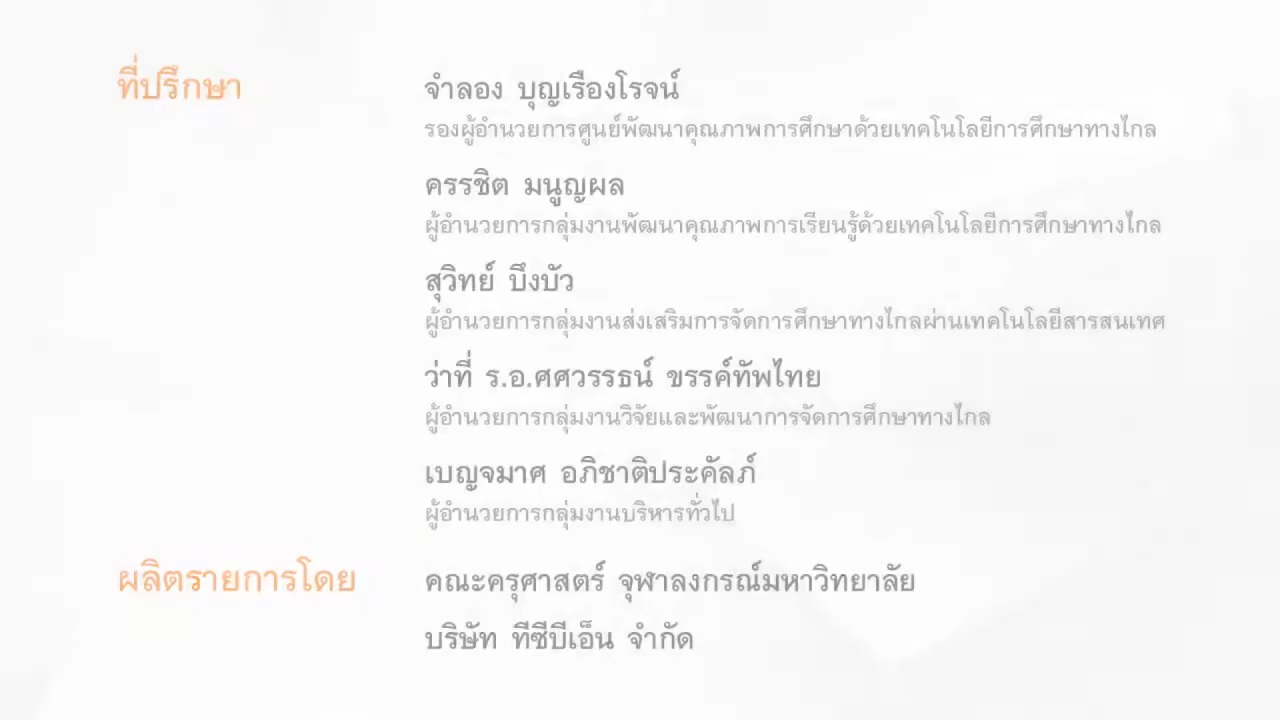 ที่ปรึกษา
จำลอง บุญเรืองโรจน์
รองผู้อำนวยการศูนย์พัฒนาคุณภาพการศึกษาด้วยเทคโนโลยีการศึกษาทางไกล
ครรชิต มนูญผล
ผู้อำนวยการกลุ่มงานพัฒนาคุณภาพการเรียนรู้ด้วยเทคโนโลยีการศึกษาทางไกล
สุวิทย์ บึงบัว
ผู้อำนวยการกลุ่มงานส่งเสริมการจัดการศึกษาทางไกลผ่านเทคโนโลยีสารสนเทศ
ว่าที่ ร.อ.ศศวรรธน์ ขรรค์ทัพไทย
ผู้อำนวยการกลุ่มงานวิจัยและพัฒนาการจัดการศึกษาทางไกล
เบญจมาศ อภิชาติประคัลภ์
ผู้อำนวยการกลุ่มงานบริหารทั่วไป
ผลิตรายการโดย
คณะครุศาสตร์ จุฬาลงกรณ์มหาวิทยาลัย
บริษัท ทีซีบีเอ็น จำกัด